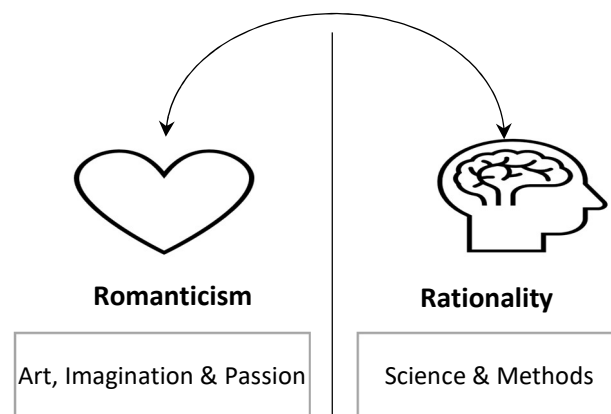 Romanticism
Rationality
Art, Imagination & Passion
Science & Methods